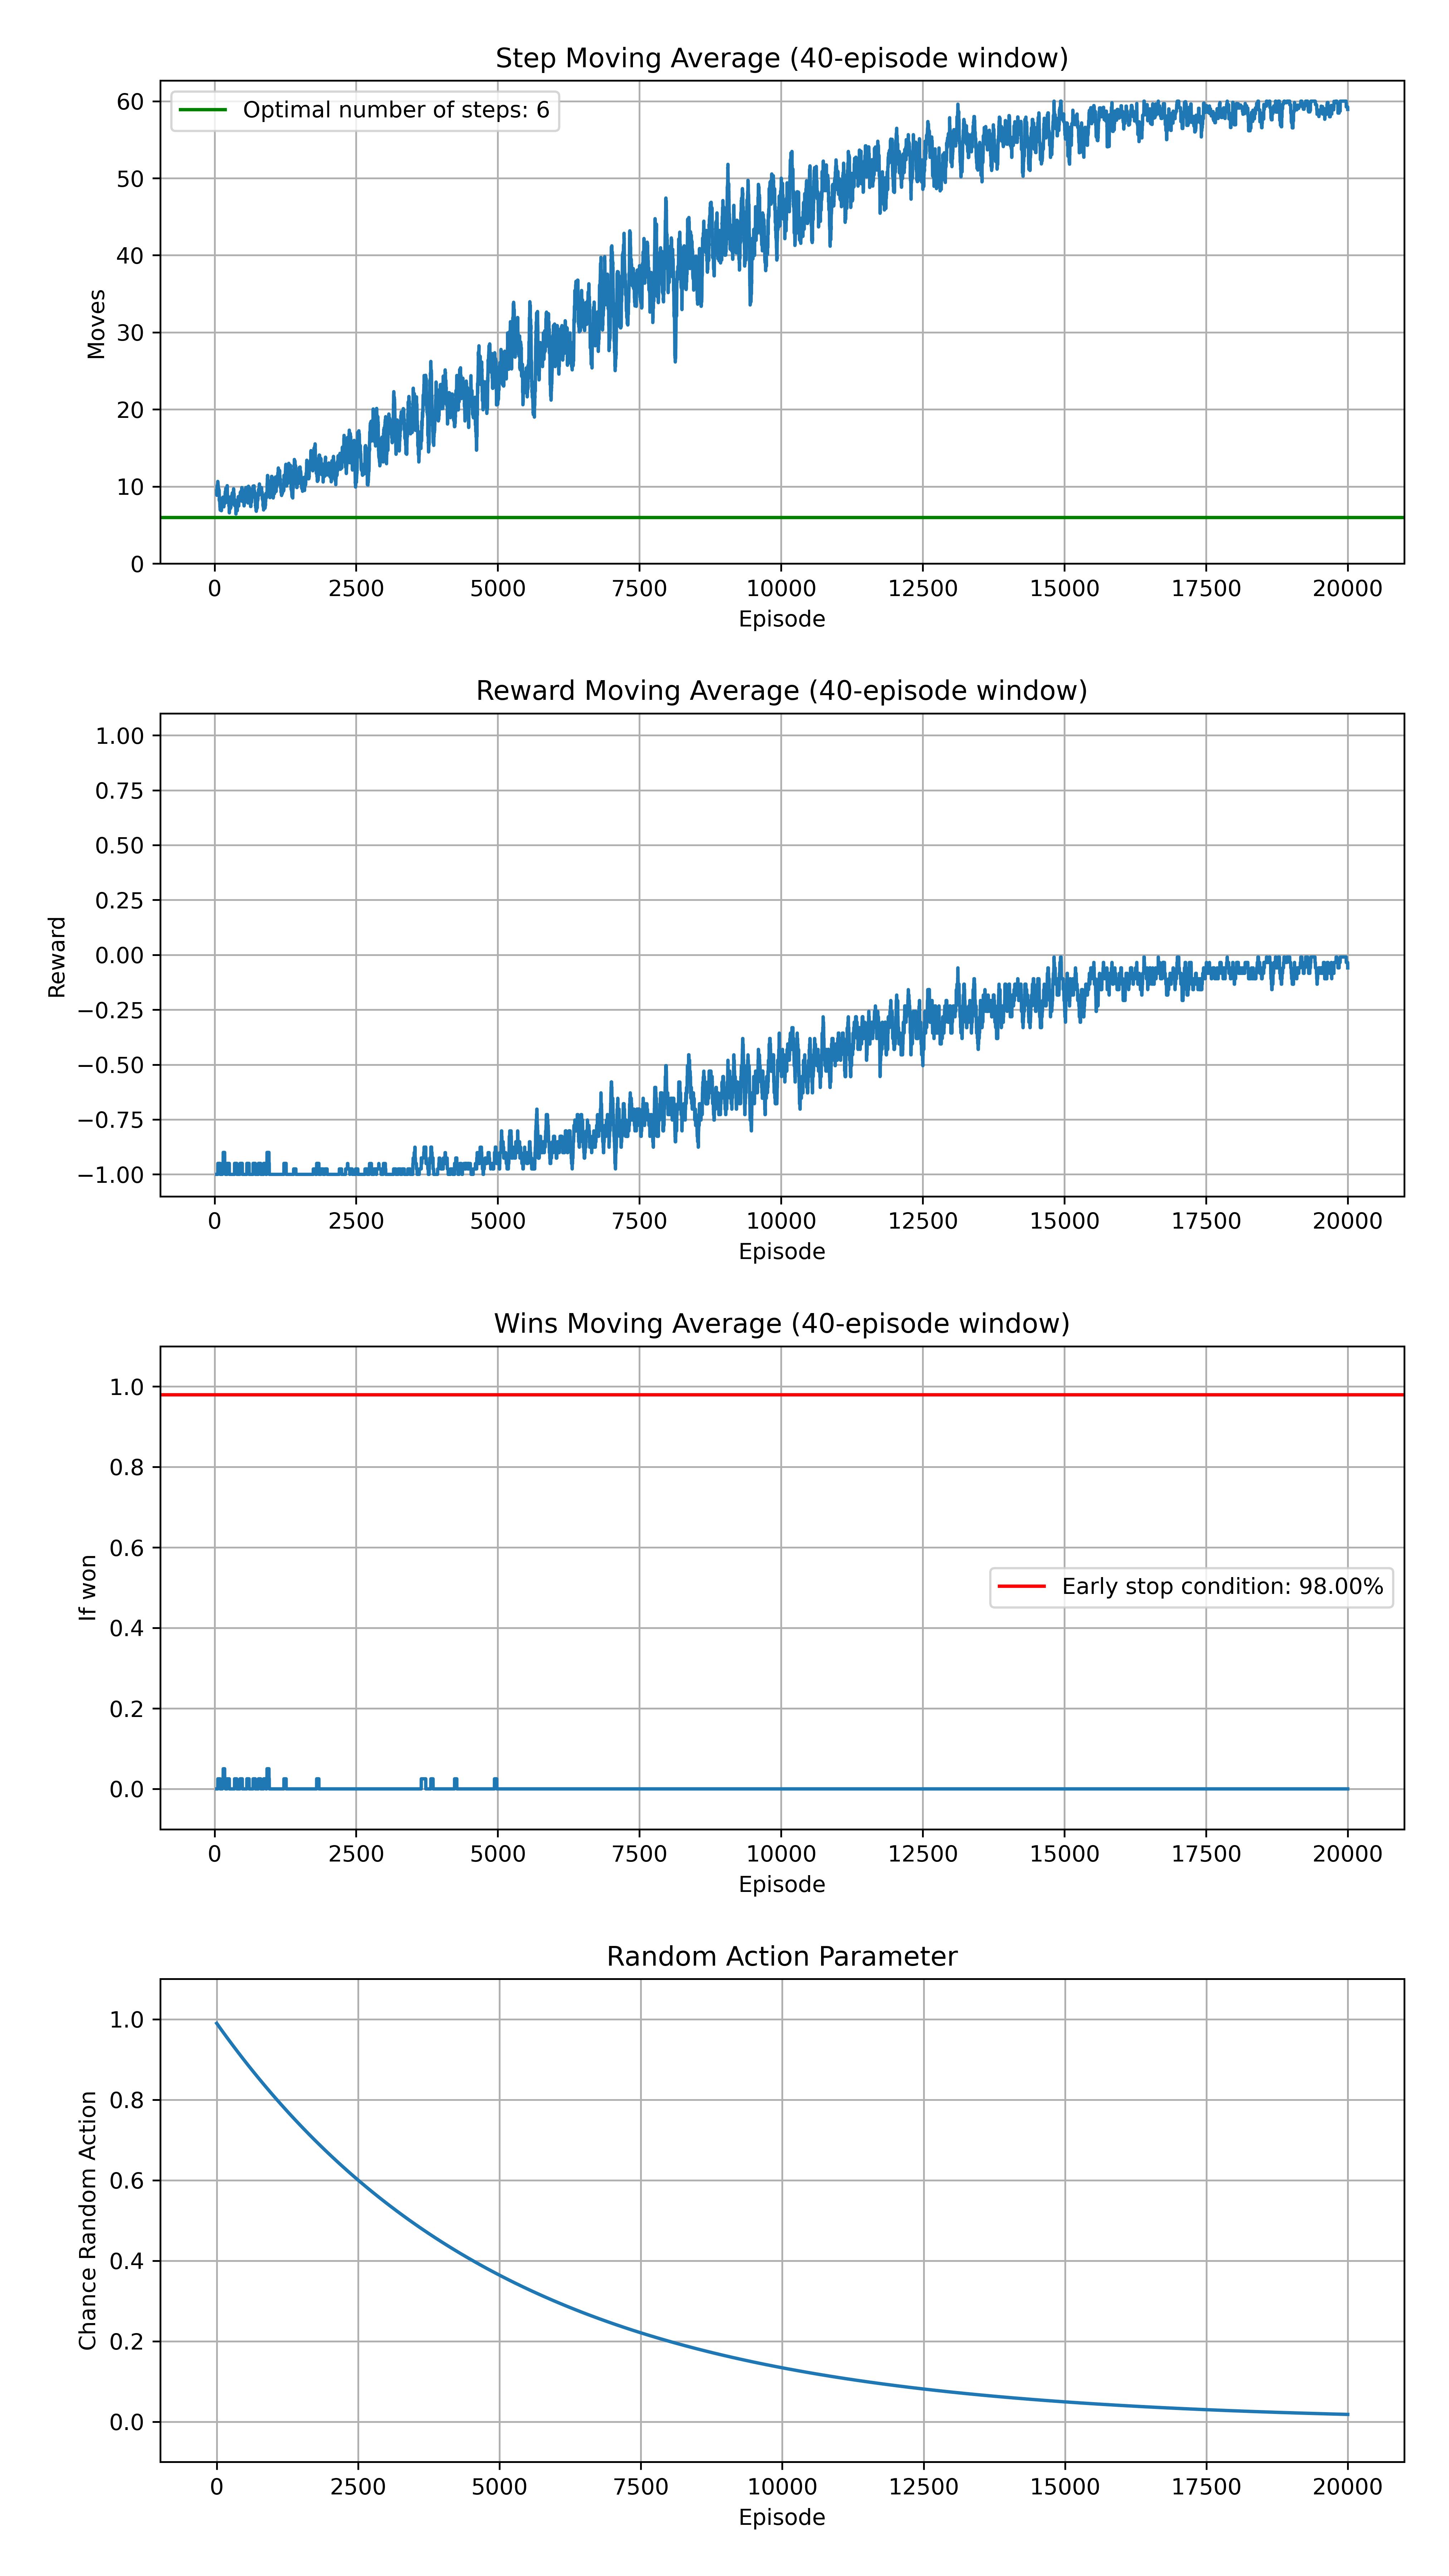 Step Moving Average (40-episode window)
Optimal number of steps: 6
60
50
40
30
20
10
0
Moves
0 2500 5000 7500 10000 12500 15000 17500 20000
Episode
Reward Moving Average (40-episode window)
1.00
0.75
0.50
0.25
0.00
−0.25
−0.50
−0.75
−1.00
Reward
0 2500 5000 7500 10000 12500 15000 17500 20000
Episode
Wins Moving Average (40-episode window)
1.0
0.8
0.6
0.4
0.2
0.0
If won
Early stop condition: 98.00%
0 2500 5000 7500 10000 12500 15000 17500 20000
Episode
Random Action Parameter
1.0
0.8
0.6
0.4
0.2
0.0
Chance Random Action
0 2500 5000 7500 10000 12500 15000 17500 20000
Episode